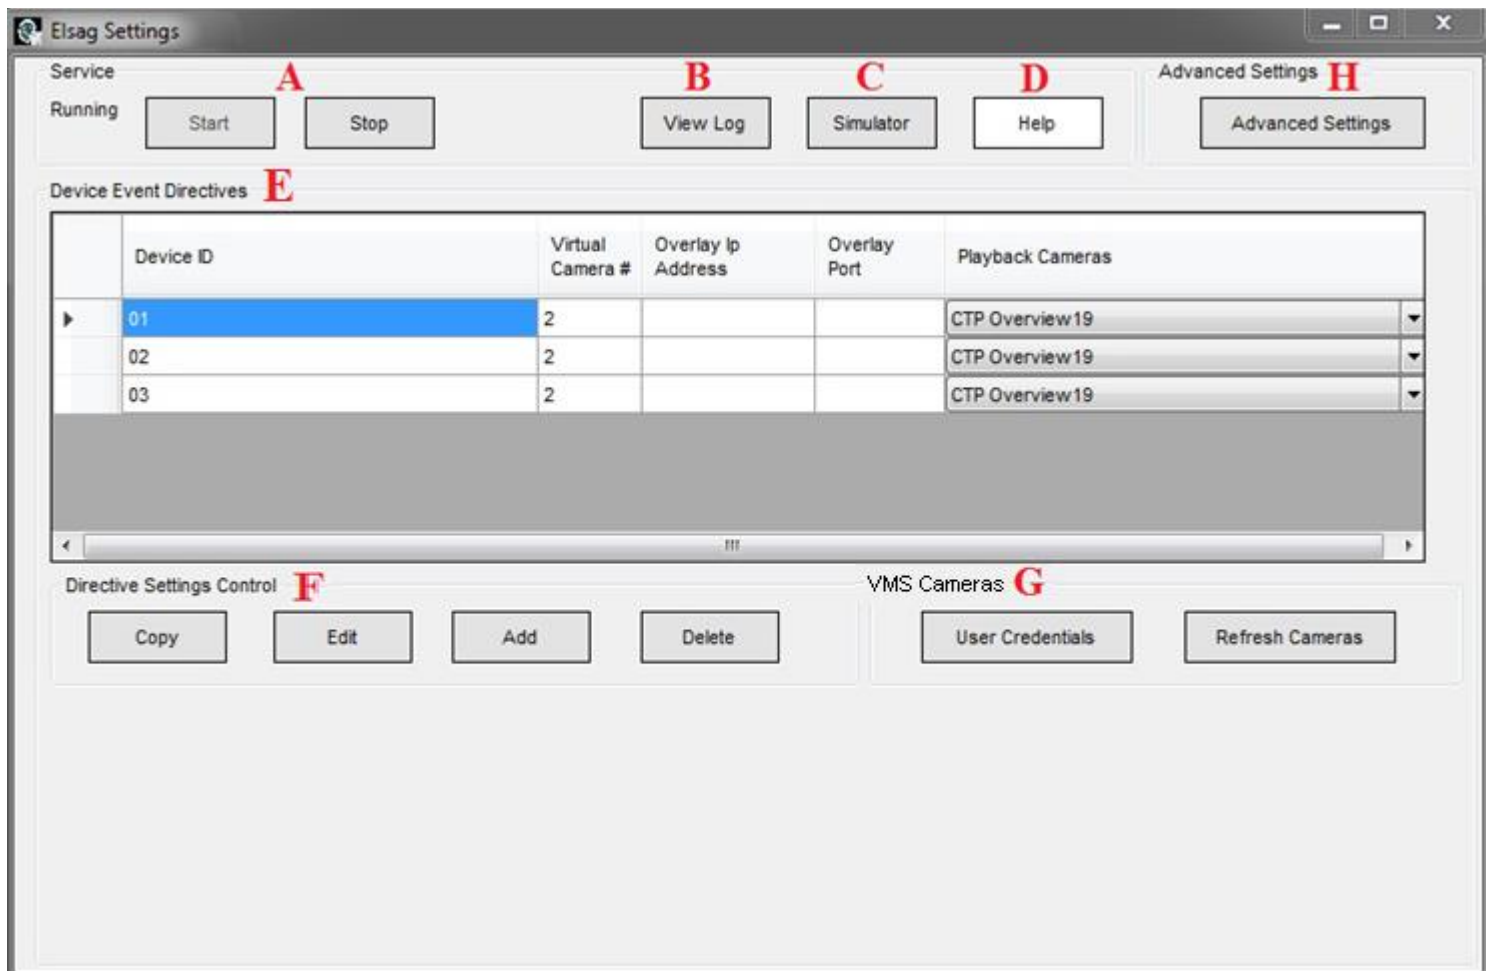 Elsag Settings
Service A B C D Advanced Settings H
Running Start Stop View Log Simulator Help Advanced Settings
Device Event Directives E
Device ID Virtual Camera # Overlay Ip Address Overlay Port Playback Cameras
01 2 CTP Overview19
02 2 CTP Overview19
03 2 CTP Overview19
Directive Settings Control F VMS Cameras G
Copy Edit Add Delete User Credentials Refresh Cameras